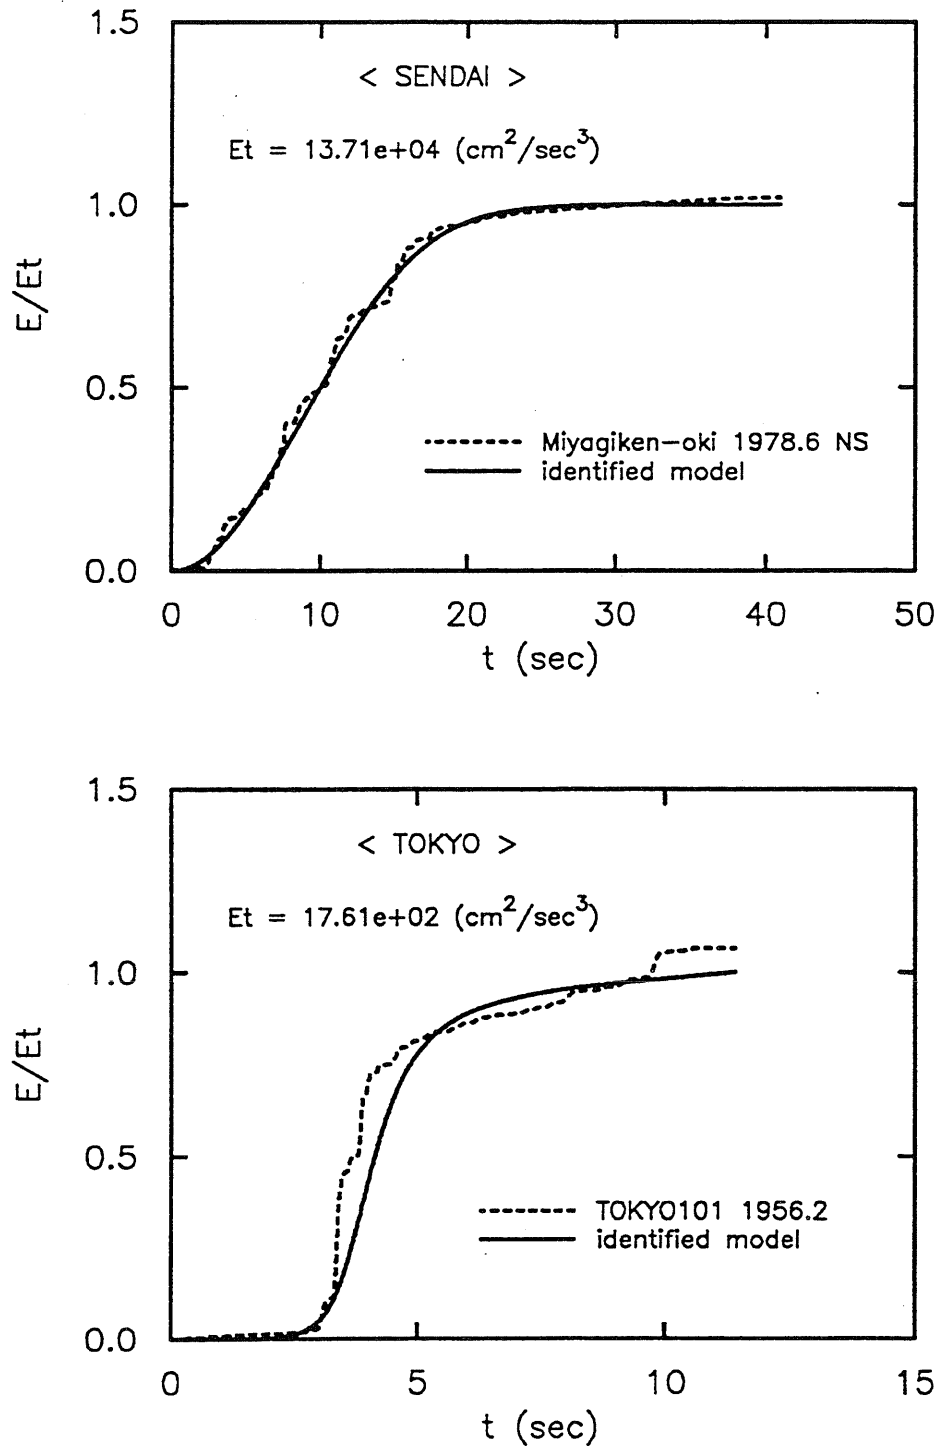 1.5
< SENDAI >
Et = 13.71e+04 (cm²/sec³)
1.0
E/Et
0.5
Miyagiken-oki 1978.6 NS
identified model
0.0
0 10 20 30 40 50
t (sec)
1.5
< TOKYO >
Et = 17.61e+02 (cm²/sec³)
1.0
E/Et
0.5
TOKYO101 1956.2
identified model
0.0
0 5 10 15
t (sec)